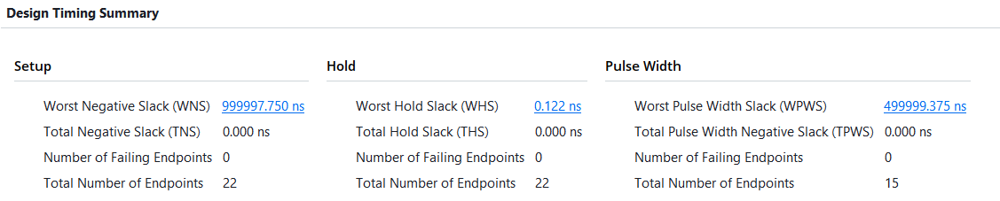 Design Timing Summary
Setup Hold Pulse Width
Worst Negative Slack (WNS) 999997.750 ns Worst Hold Slack (WHS) 0.122 ns Worst Pulse Width Slack (WPWS) 499999.375 ns
Total Negative Slack (TNS) 0.000 ns Total Hold Slack (THS) 0.000 ns Total Pulse Width Negative Slack (TPWS) 0.000 ns
Number of Failing Endpoints 0 Number of Failing Endpoints 0 Number of Failing Endpoints 0
Total Number of Endpoints 22 Total Number of Endpoints 22 Total Number of Endpoints 15